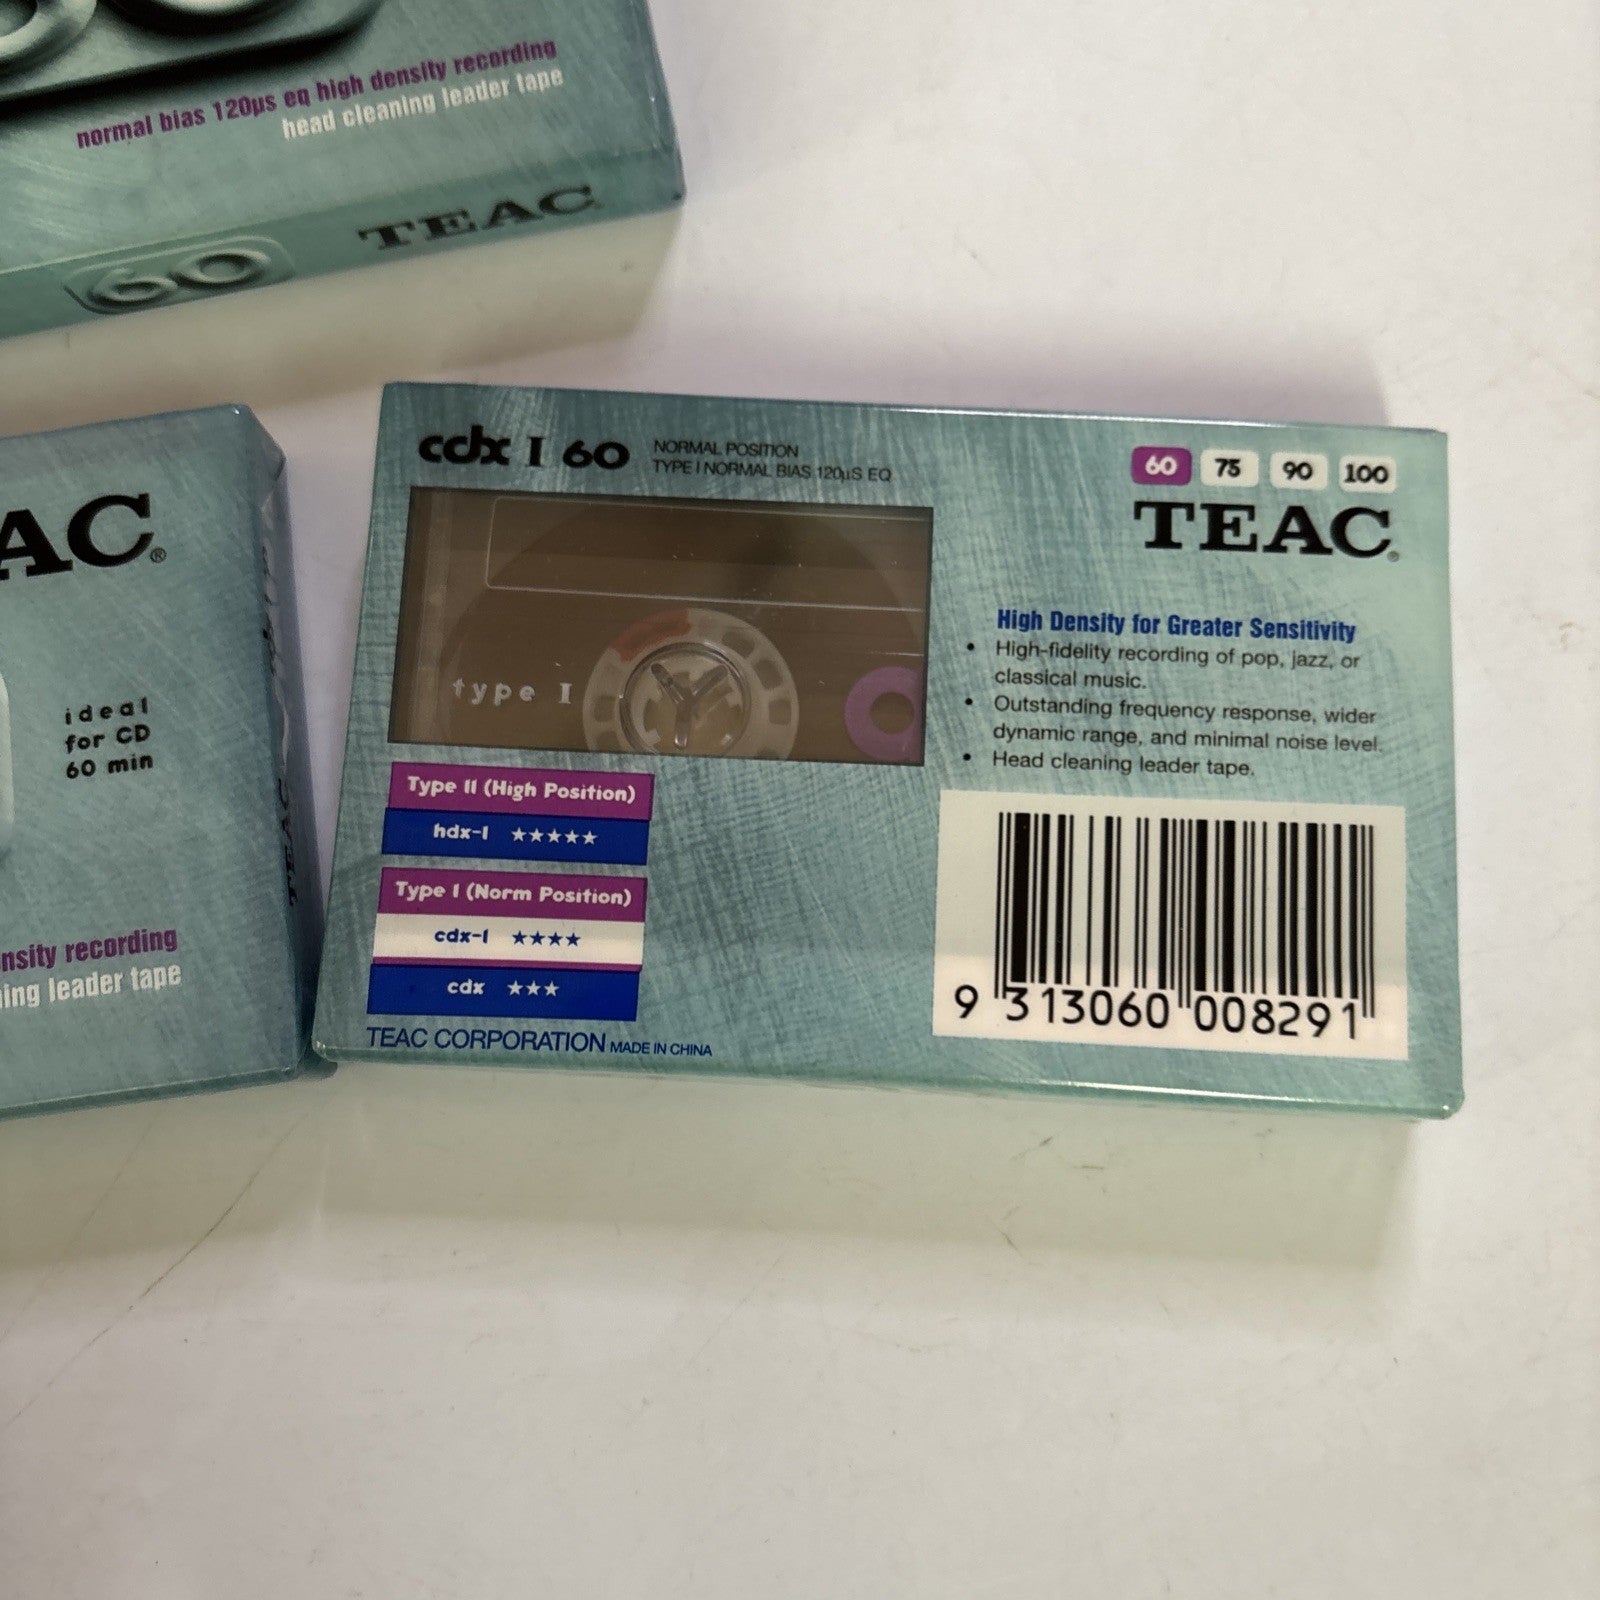 normal bias 120µs eq high density recording
head cleaning leader tape
60 TEAC
AC®
ideal
for CD
60 min
nsity recording
ing leader tape
TEAC
cdx I 60
NORMAL POSITION
TYPE I NORMAL BIAS 120µS EQ
60 75 90 100
TEAC®
type I
High Density for Greater Sensitivity
• High-fidelity recording of pop, jazz, or
classical music.
• Outstanding frequency response, wider
dynamic range, and minimal noise level.
• Head cleaning leader tape.
Type II (High Position)
hdx-I ★★★★★
Type I (Norm Position)
cdx-I ★★★★
cdx ★★★
TEAC CORPORATION MADE IN CHINA
9 313060 008291